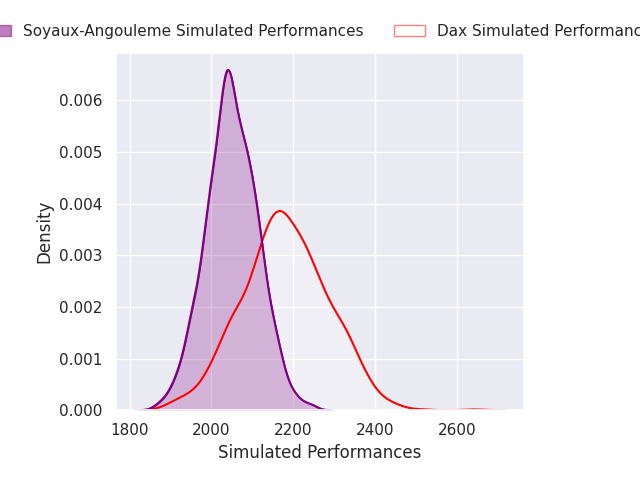 Soyaux-Angouleme Simulated Performances
Dax Simulated
Density
0.006
0.005
0.004
0.003
0.002
0.001
0.000
1800 2000 2200 2400 2600
Simulated Performances